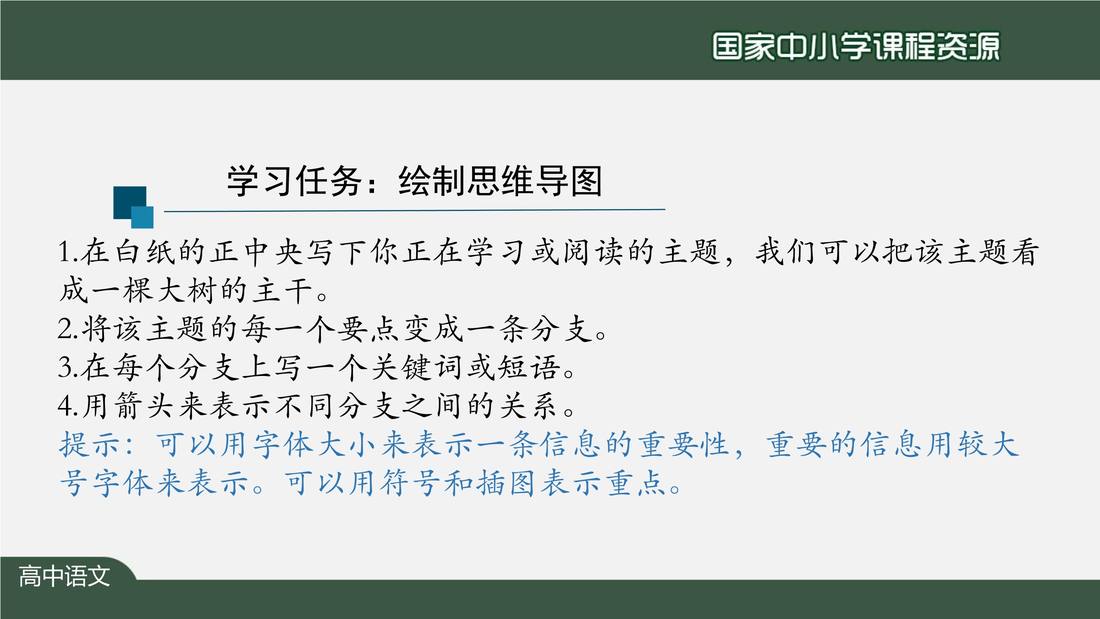 国家中小学课程资源
学习任务：绘制思维导图
1.在白纸的正中央写下你正在学习或阅读的主题，我们可以把该主题看
成一棵大树的主干。
2.将该主题的每一个要点变成一条分支。
3.在每个分支上写一个关键词或短语。
4.用箭头来表示不同分支之间的关系。
提示：可以用字体大小来表示一条信息的重要性，重要的信息用较大
号字体来表示。可以用符号和插图表示重点。
高中语文